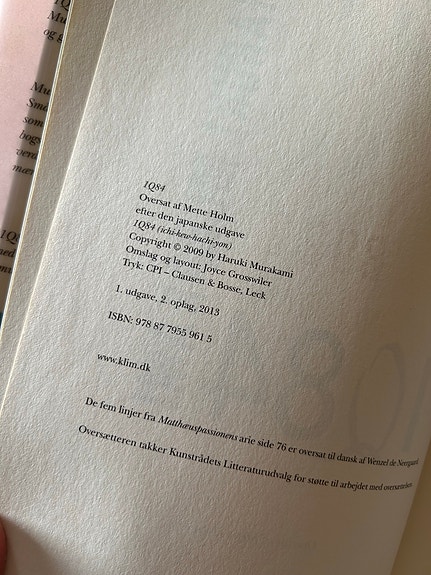 1Q84
Oversat af Mette Holm
efter den japanske udgave
1Q84 (ichi-kew-hachi-yon)
Copyright © 2009 by Haruki Murakami
Omslag og layout: Joyce Grosswiler
Tryk: CPI – Clausen & Bosse, Leck
1. udgave, 2. oplag, 2013
ISBN: 978 87 7955 961 5
www.klim.dk
De fem linjer fra Matthæuspassionens arie side 76 er oversat til dansk af Wenzel de Neergaard.
Oversætteren takker Kunstrådets Litteraturudvalg for støtte til arbejdet med oversættelsen.